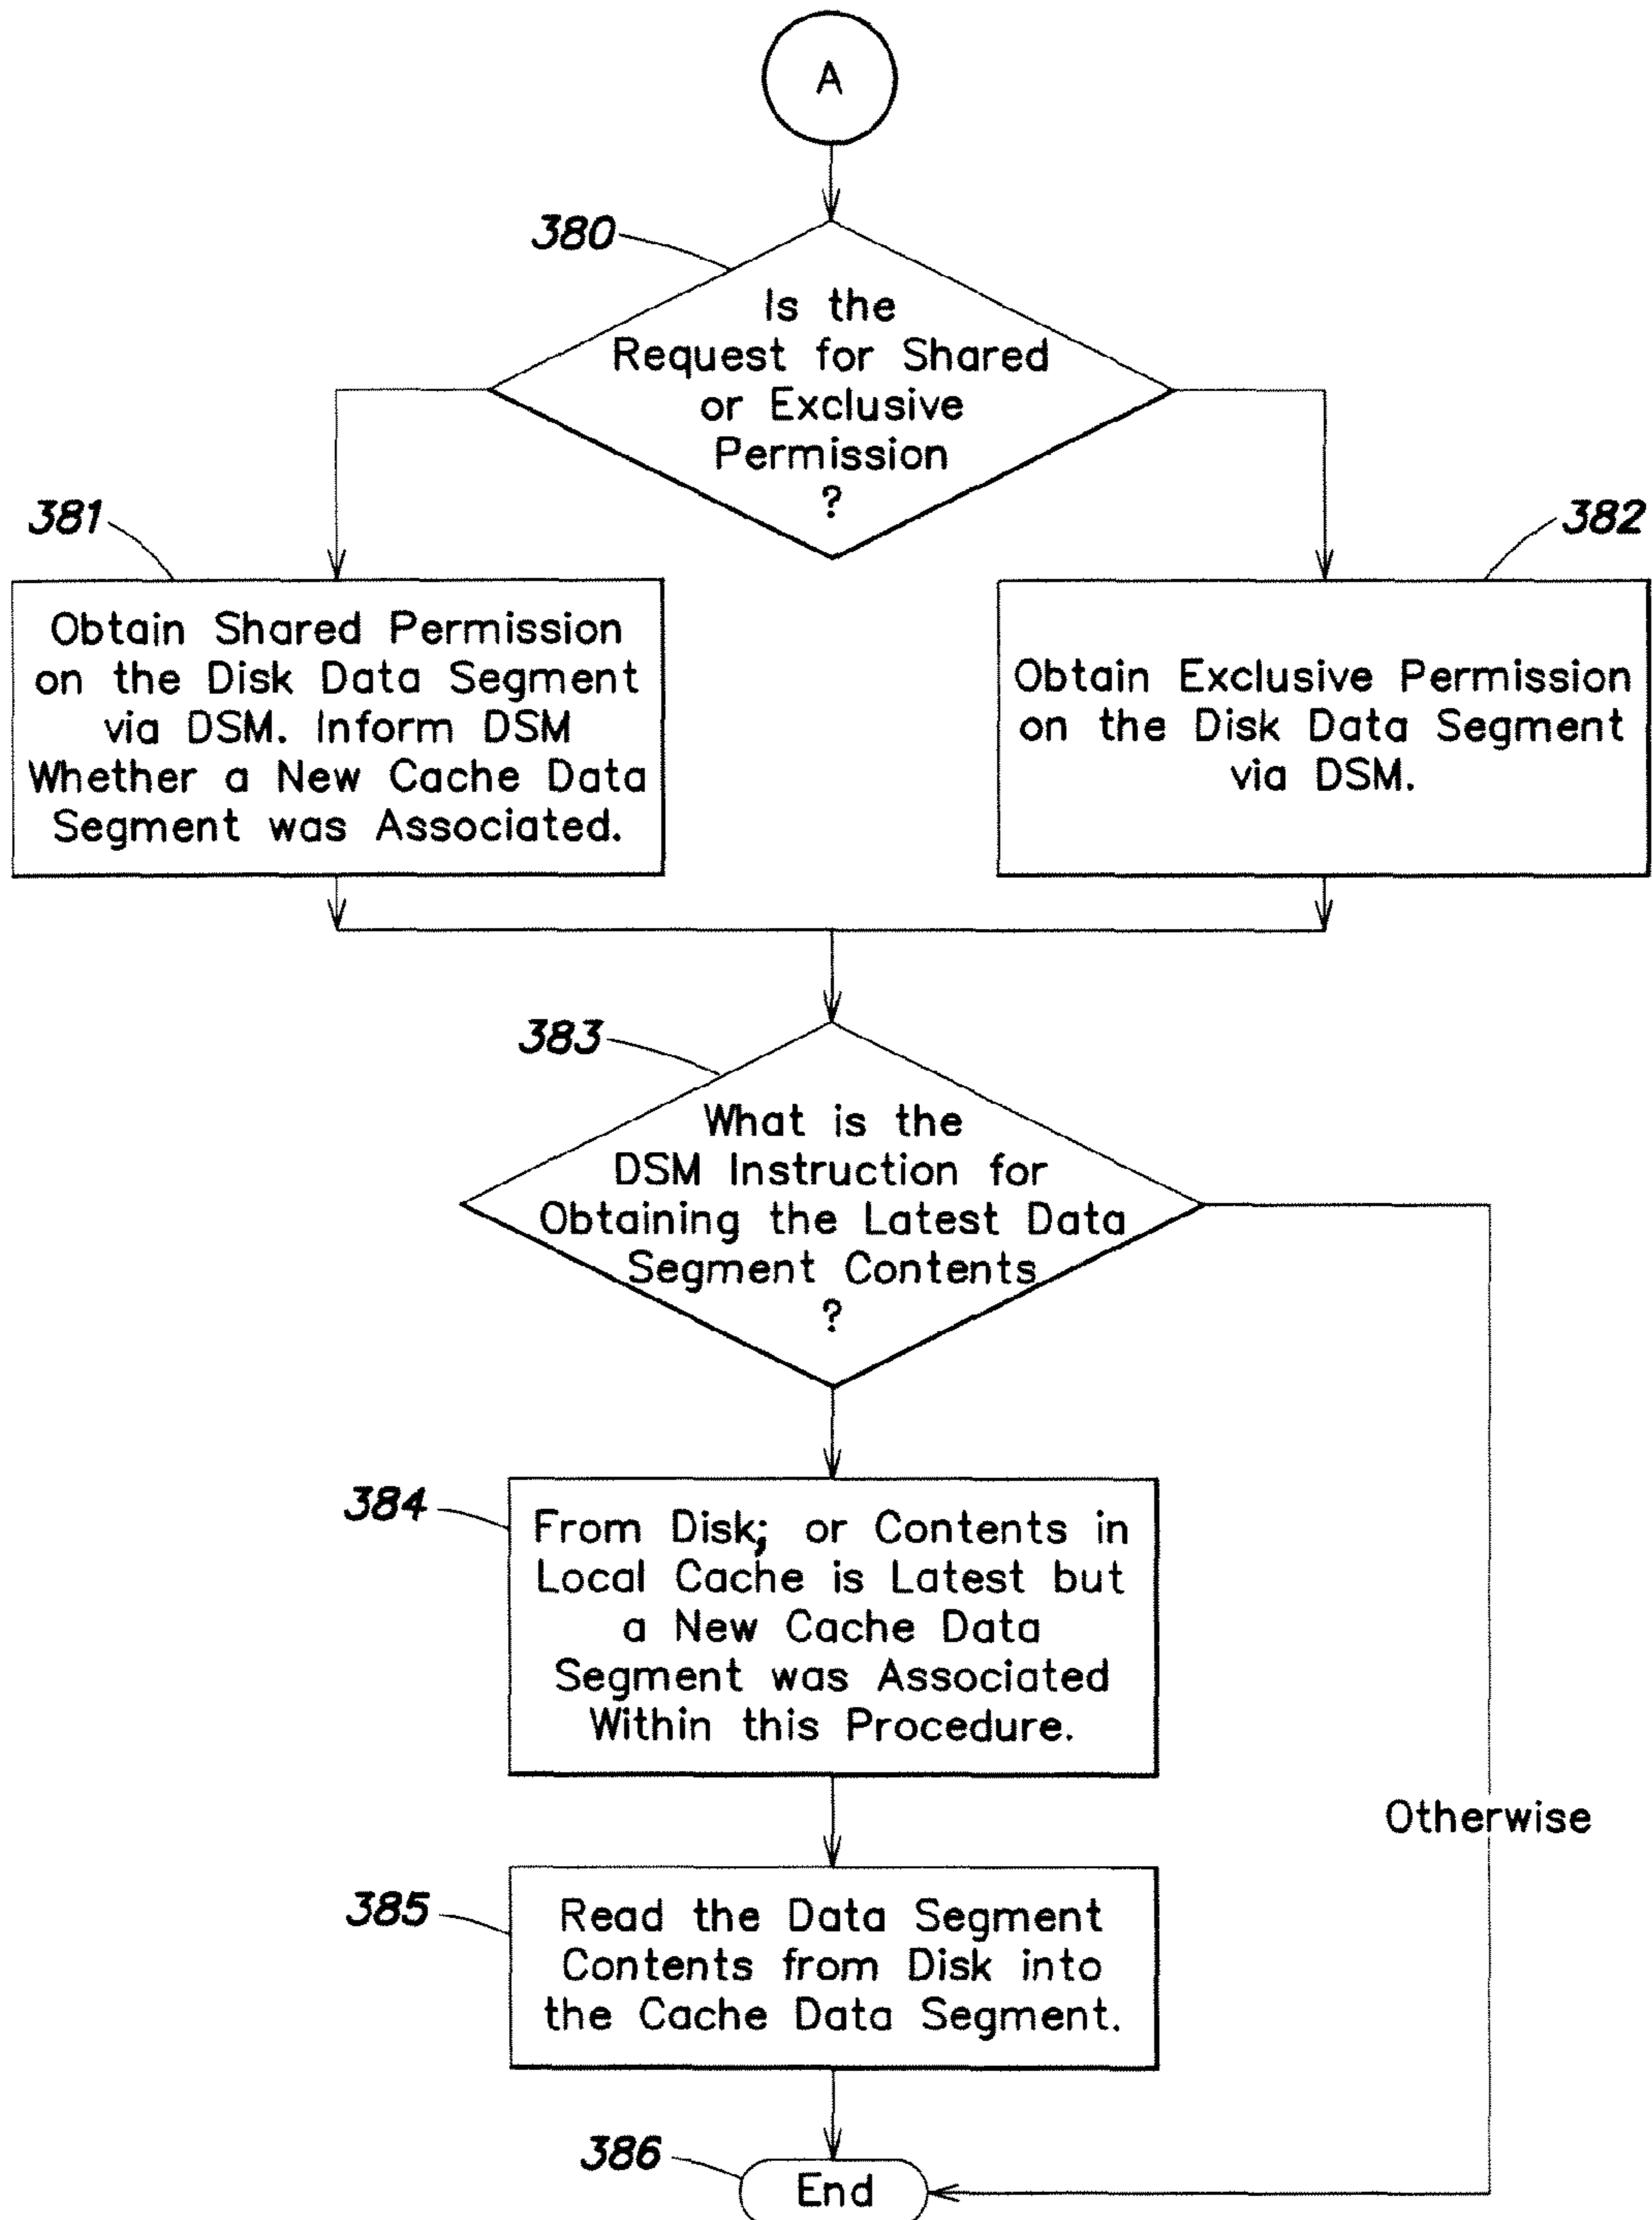 A
380
Is the
Request for Shared
or Exclusive
Permission
?
381
Obtain Shared Permission
on the Disk Data Segment
via DSM. Inform DSM
Whether a New Cache Data
Segment was Associated.
382
Obtain Exclusive Permission
on the Disk Data Segment
via DSM.
383
What is the
DSM Instruction for
Obtaining the Latest Data
Segment Contents
?
384
From Disk; or Contents in
Local Cache is Latest but
a New Cache Data
Segment was Associated
Within this Procedure.
Otherwise
385
Read the Data Segment
Contents from Disk into
the Cache Data Segment.
386
End